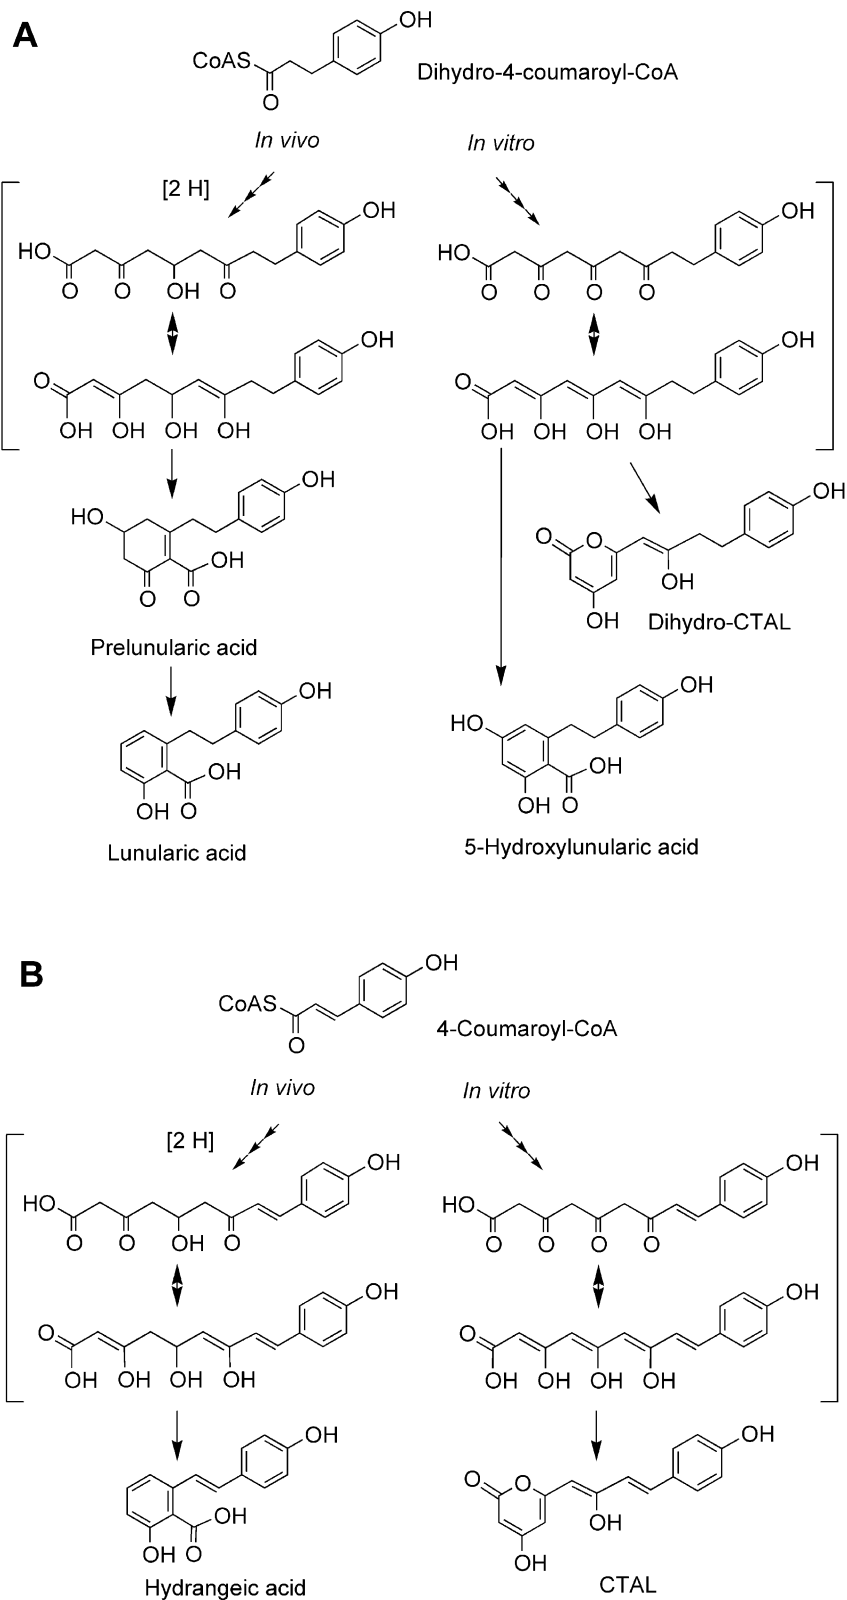 A
OH
CoAS
O
Dihydro-4-coumaroyl-CoA
In vivo
In vitro
[2 H]
OH
OH
HO
HO
O O OH O
O O O O
OH
OH
O
O
OH OH OH OH
OH OH OH OH
OH
OH
HO
OH
O O
O
O
OH
OH
Prelunularic acid
Dihydro-CTAL
OH
OH
HO
OH
OH
OH O
OH O
Lunularic acid
5-Hydroxylunularic acid
B
OH
CoAS
O
4-Coumaroyl-CoA
In vivo
In vitro
[2 H]
OH
OH
HO
HO
O O OH O
O O O O
OH
OH
O
O
OH OH OH OH
OH OH OH OH
OH
OH
O
O
OH
OH
OH O
OH
Hydrangeic acid
CTAL